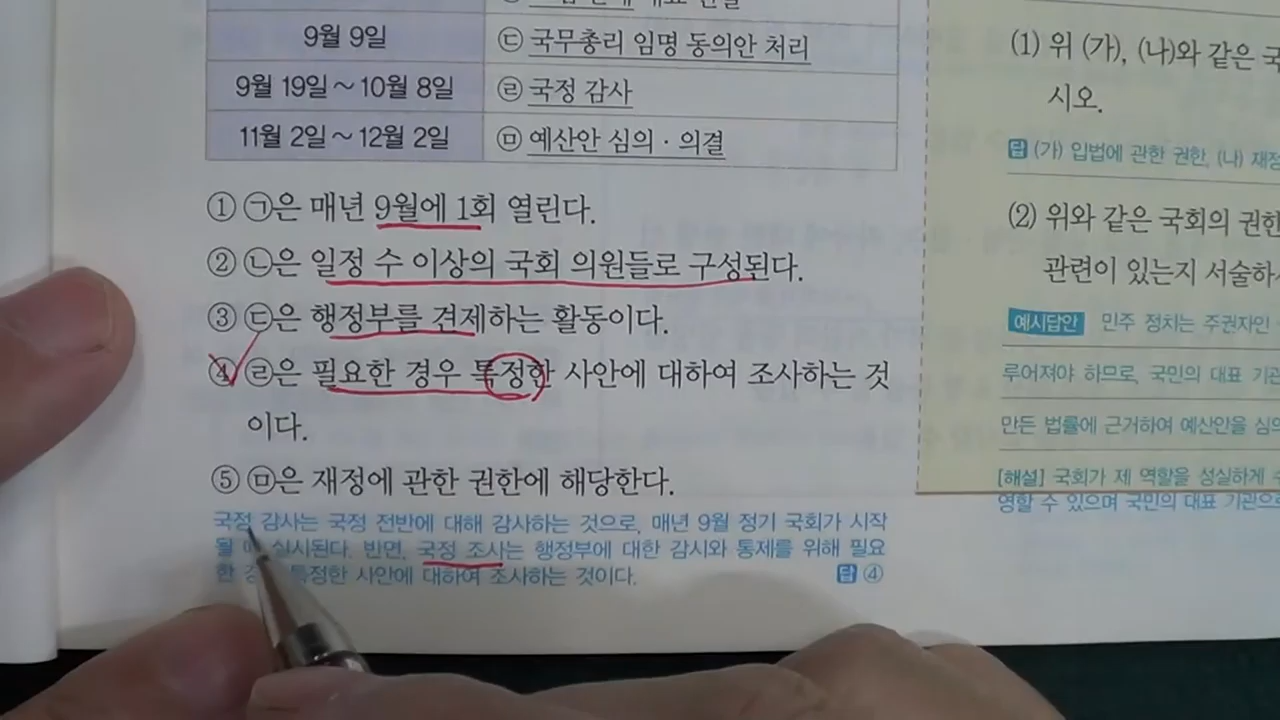 9월 9일 ㉢ 국무총리 임명 동의안 처리
9월 19일 ~ 10월 8일 ㉣ 국정 감사
11월 2일 ~ 12월 2일 ㉤ 예산안 심의 · 의결
① ㉠은 매년 9월에 1회 열린다.
② ㉡은 일정 수 이상의 국회 의원들로 구성된다.
③ ㉢은 행정부를 견제하는 활동이다.
④ ㉣은 필요한 경우 특정한 사안에 대하여 조사하는 것
이다.
⑤ ㉤은 재정에 관한 권한에 해당한다.
국정 감사는 국정 전반에 대해 감사하는 것으로, 매년 9월 정기 국회가 시작
될 실시된다. 반면, 국정 조사는 행정부에 대한 감시와 통제를 위해 필요
한 특정한 사안에 대하여 조사하는 것이다. 답 ④
(1) 위 (가), (나)와 같은 국
시오.
답 (가) 입법에 관한 권한, (나) 재정
(2) 위와 같은 국회의 권한
관련이 있는지 서술하
예시답안 민주 정치는 주권자인
루어져야 하므로, 국민의 대표 기관
만든 법률에 근거하여 예산안을 심의
[해설] 국회가 제 역할을 성실하게
영할 수 있으며 국민의 대표 기관으